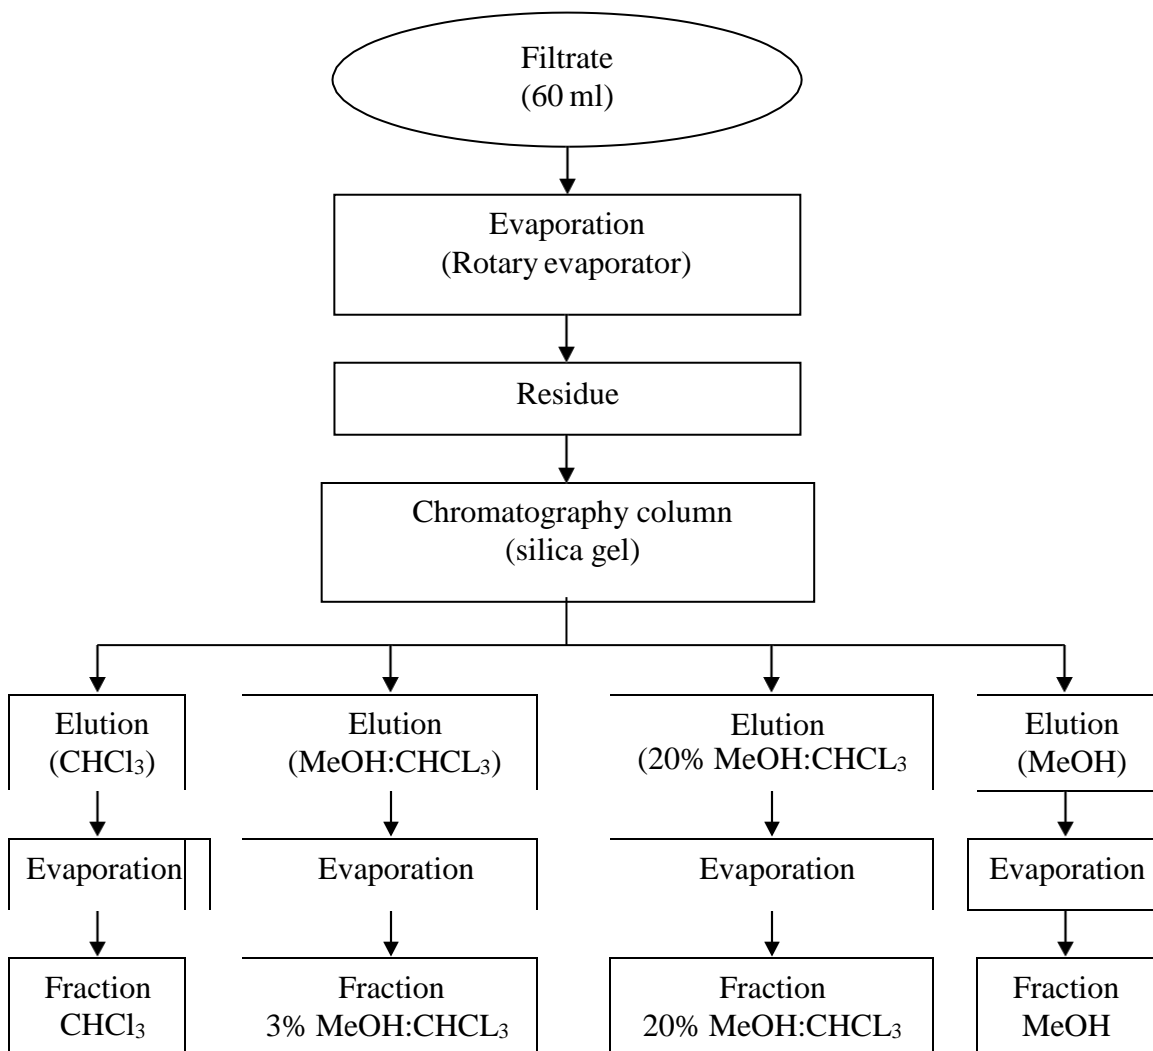 Filtrate
(60 ml)
Evaporation
(Rotary evaporator)
Residue
Chromatography column
(silica gel)
Elution
(CHCl₃)
Elution
(MeOH:CHCL₃)
Elution
(20% MeOH:CHCL₃
Elution
(MeOH)
Evaporation
Evaporation
Evaporation
Evaporation
Fraction
CHCl₃
Fraction
3% MeOH:CHCL₃
Fraction
20% MeOH:CHCL₃
Fraction
MeOH